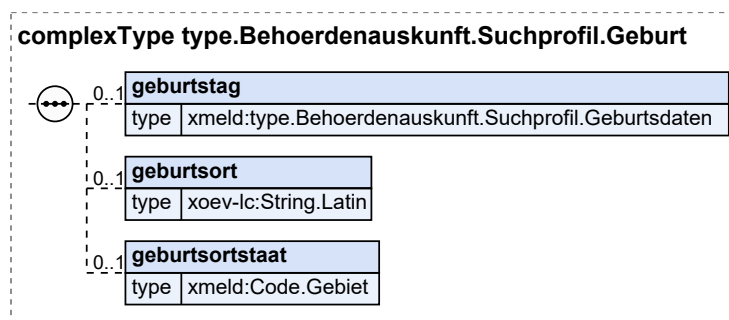 complexType type.Behoerdenauskunft.Suchprofil.Geburt
0..1 geburtstag
type xmeld:type.Behoerdenauskunft.Suchprofil.Geburtsdaten
0..1 geburtsort
type xoev-lc:String.Latin
0..1 geburtsortstaat
type xmeld:Code.Gebiet